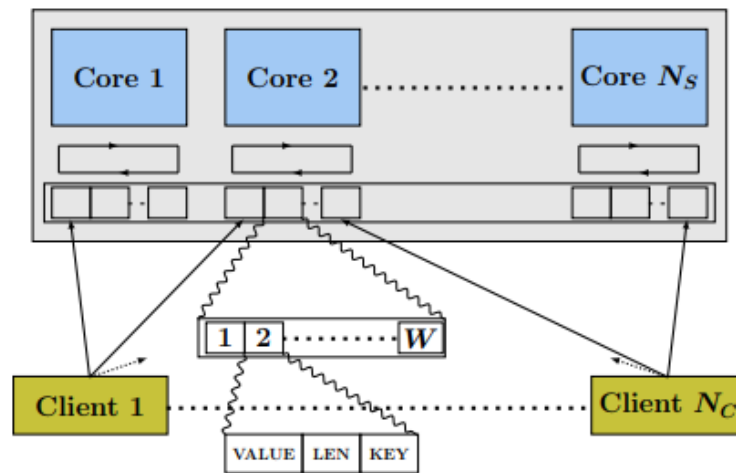 Core 1
Core 2
Core N_S
1 2 W
Client 1
Client N_C
VALUE LEN KEY